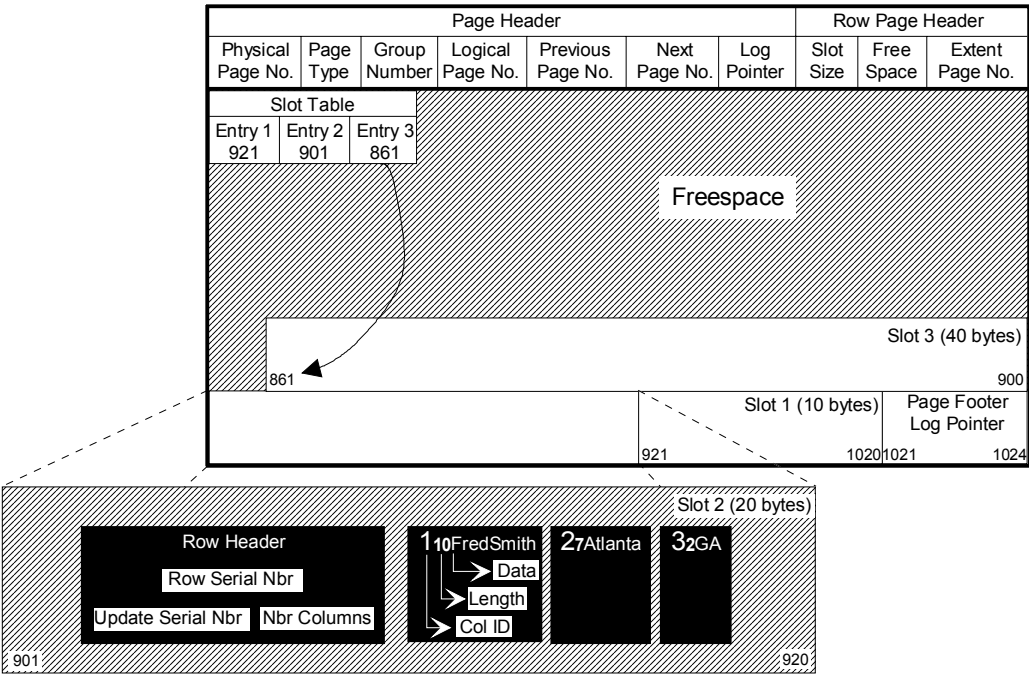 Page Header
Row Page Header
Physical Page No.
Page Type
Group Number
Logical Page No.
Previous Page No.
Next Page No.
Log Pointer
Slot Size
Free Space
Extent Page No.
Slot Table
Entry 1 921
Entry 2 901
Entry 3 861
Freespace
Slot 3 (40 bytes)
861
900
Slot 1 (10 bytes)
Page Footer Log Pointer
921
1020
1021
1024
Slot 2 (20 bytes)
Row Header
Row Serial Nbr
Update Serial Nbr
Nbr Columns
110FredSmith
Data
Length
Col ID
27Atlanta
32GA
901
920